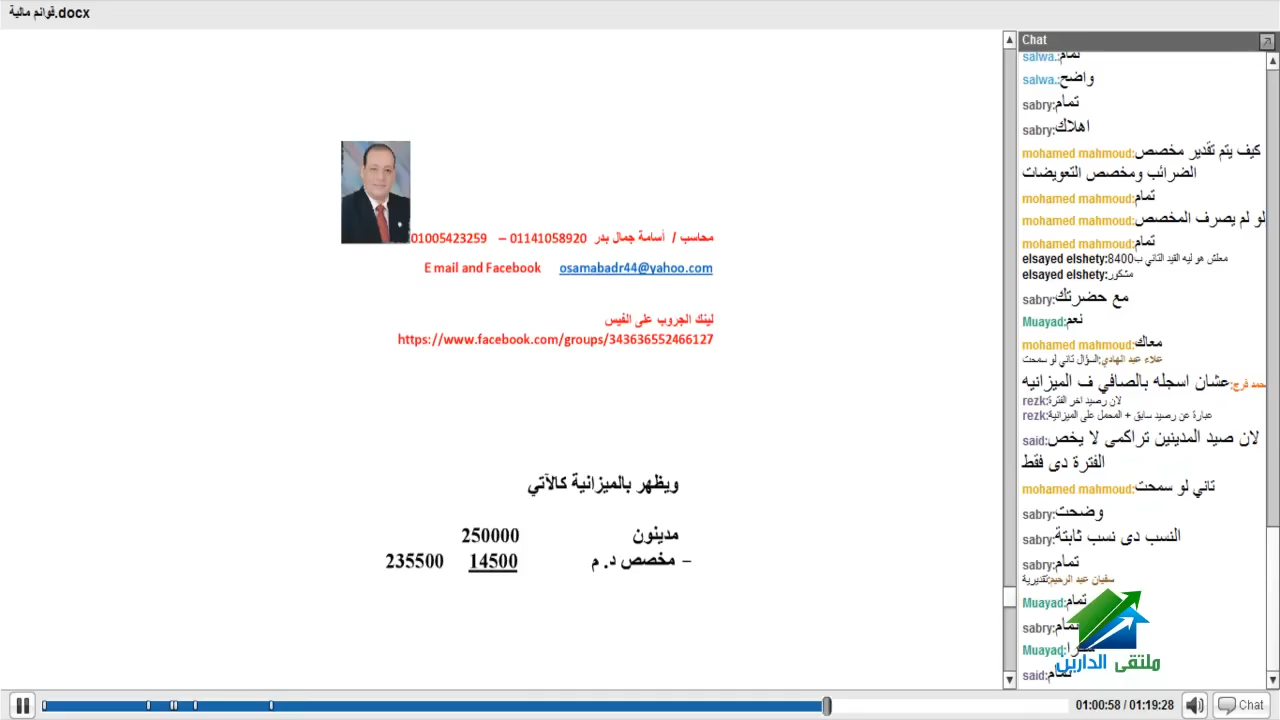 قوائم مالية.docx
محاسب / أسامة جمال بدر 01141058920 – 01005423259
E mail and Facebook osamabadr44@yahoo.com
لينك الجروب على الفيس
https://www.facebook.com/groups/343636552466127
ويظهر بالميزانية كالآتي
مدينون 250000
– مخصص د. م 14500 235500
Chat
salwa.:تمام
salwa.:واضح
sabry:تمام
sabry:اهلاك
mohamed mahmoud:كيف يتم تقدير مخصص
الضرائب ومخصص التعويضات
mohamed mahmoud:تمام
mohamed mahmoud:لو لم يصرف المخصص
mohamed mahmoud:تمام
elsayed elshety:معلش هو ليه القيد التاني ب8400
elsayed elshety:مشكور
sabry:مع حضرتك
Muayad:نعم
mohamed mahmoud:معاك
علاء عبد الهادي:السؤال تاني لو سمحت
حمد فرج:عشان اسجله بالصافي ف الميزانيه
rezk:لان رصيد اخر الفترة
rezk:عبارة عن رصيد سابق + المحمل على الميزانية
said:لان صيد المدينين تراكمى لا يخص
الفترة دى فقط
mohamed mahmoud:تاني لو سمحت
sabry:وضحت
sabry:النسب دى نسب ثابتة
sabry:تمام
سفيان عبد الرحيم:تقديرية
Muayad:تمام
sabry:تمام
Muayad:
said:تمام
ملتقى الدارين
01:00:58 / 01:19:28
Chat